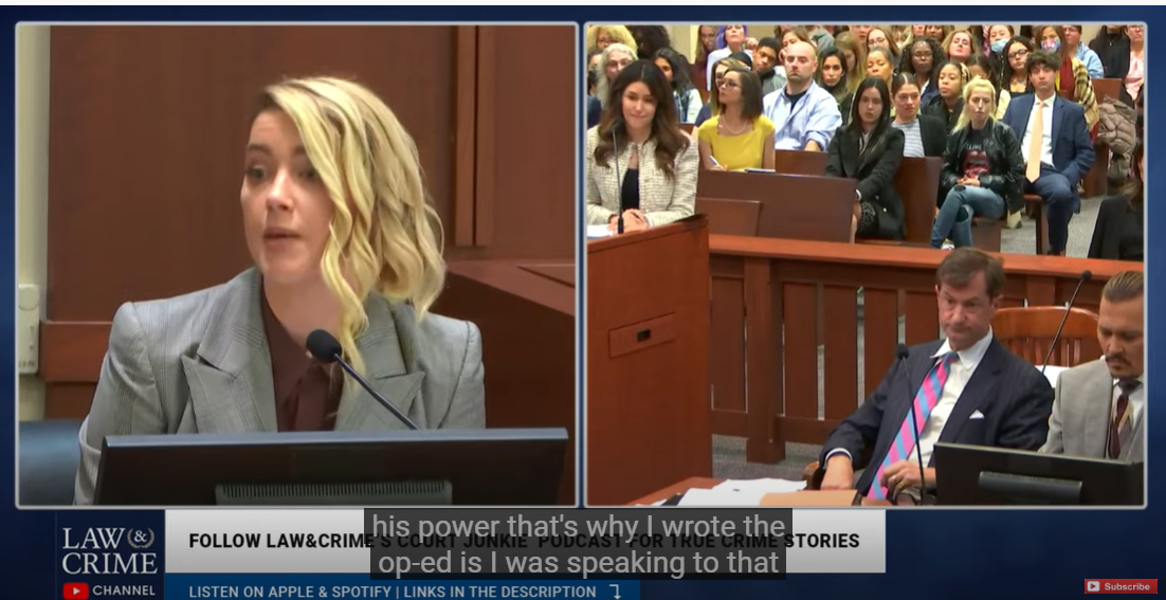 his power that's why I wrote the
op-ed is I was speaking to that
LAW &
CRIME
CHANNEL
FOLLOW LAW&CRIME'S COURT JUNKIE PODCAST FOR TRUE CRIME STORIES
LISTEN ON APPLE & SPOTIFY | LINKS IN THE DESCRIPTION
Subscribe